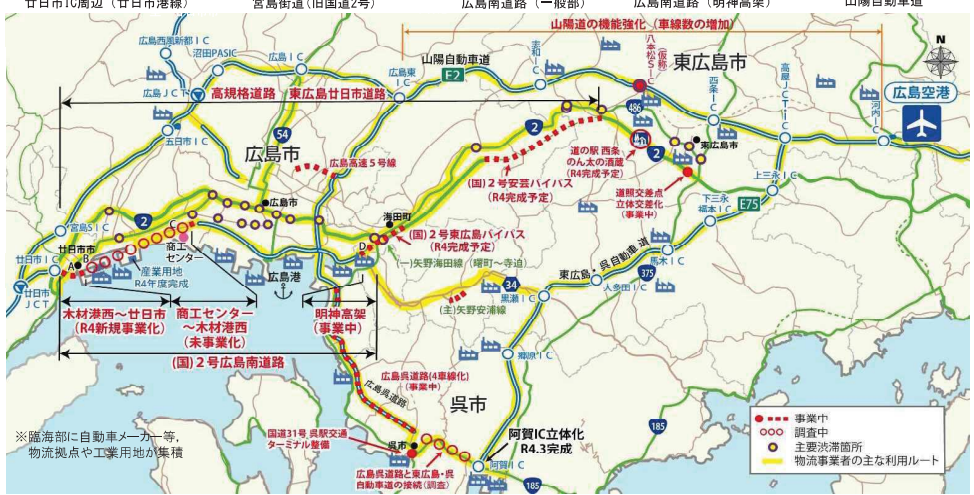 廿日市IC周辺（廿日市港線）
宮島街道(旧国道2号)
広島南道路（一般部）
広島南道路（明神高架）
山陽自動車道
山陽道の機能強化（車線数の増加）
広島西風新都IC
沼田PASIC
広島IC
山陽自動車道
E2
広島東IC
志和IC
八本松SIC
(仮称)
東広島市
西条IC
高屋JCT・IC
河内IC
N
広島空港
広島JCT
高規格道路 東広島廿日市道路
五日市IC
54
広島市
広島高速5号線
486
2
2
道の駅 西条
のん太の酒蔵
(R4完成予定)
東広島市
道照交差点
立体交差化
(事業中)
上三永IC
下三永
福本IC
E75
(国)2号安芸バイパス
(R4完成予定)
宮島SIC
2
広島市
海田町
(国)2号東広島バイパス
(R4完成予定)
(一)矢野海田線（曙町～寺迫）
廿日市市
廿日市IC
廿日市
JCT
A
B
C
D
商工
センター
産業用地
R4年度完成
広島港
東広島・呉自動車道
馬木IC
375
34
黒瀬IC
(主)矢野安浦線
木材港西～廿日市
(R4新規事業化)
商工センター
～木材港西
(未事業化)
明神高架
(事業中)
(国)2号広島南道路
郷原IC
広島呉道路(4車線化)
(事業中)
広島呉道路
呉市
※臨海部に自動車メーカー等,
物流拠点や工業用地が集積
国道31号 呉駅交通
ターミナル整備
呉市
阿賀IC立体化
R4.3完成
阿賀IC
広島呉道路と東広島・呉
自動車道の接続(調査)
185
185
事業中
調査中
主要渋滞箇所
物流事業者の主な利用ルート